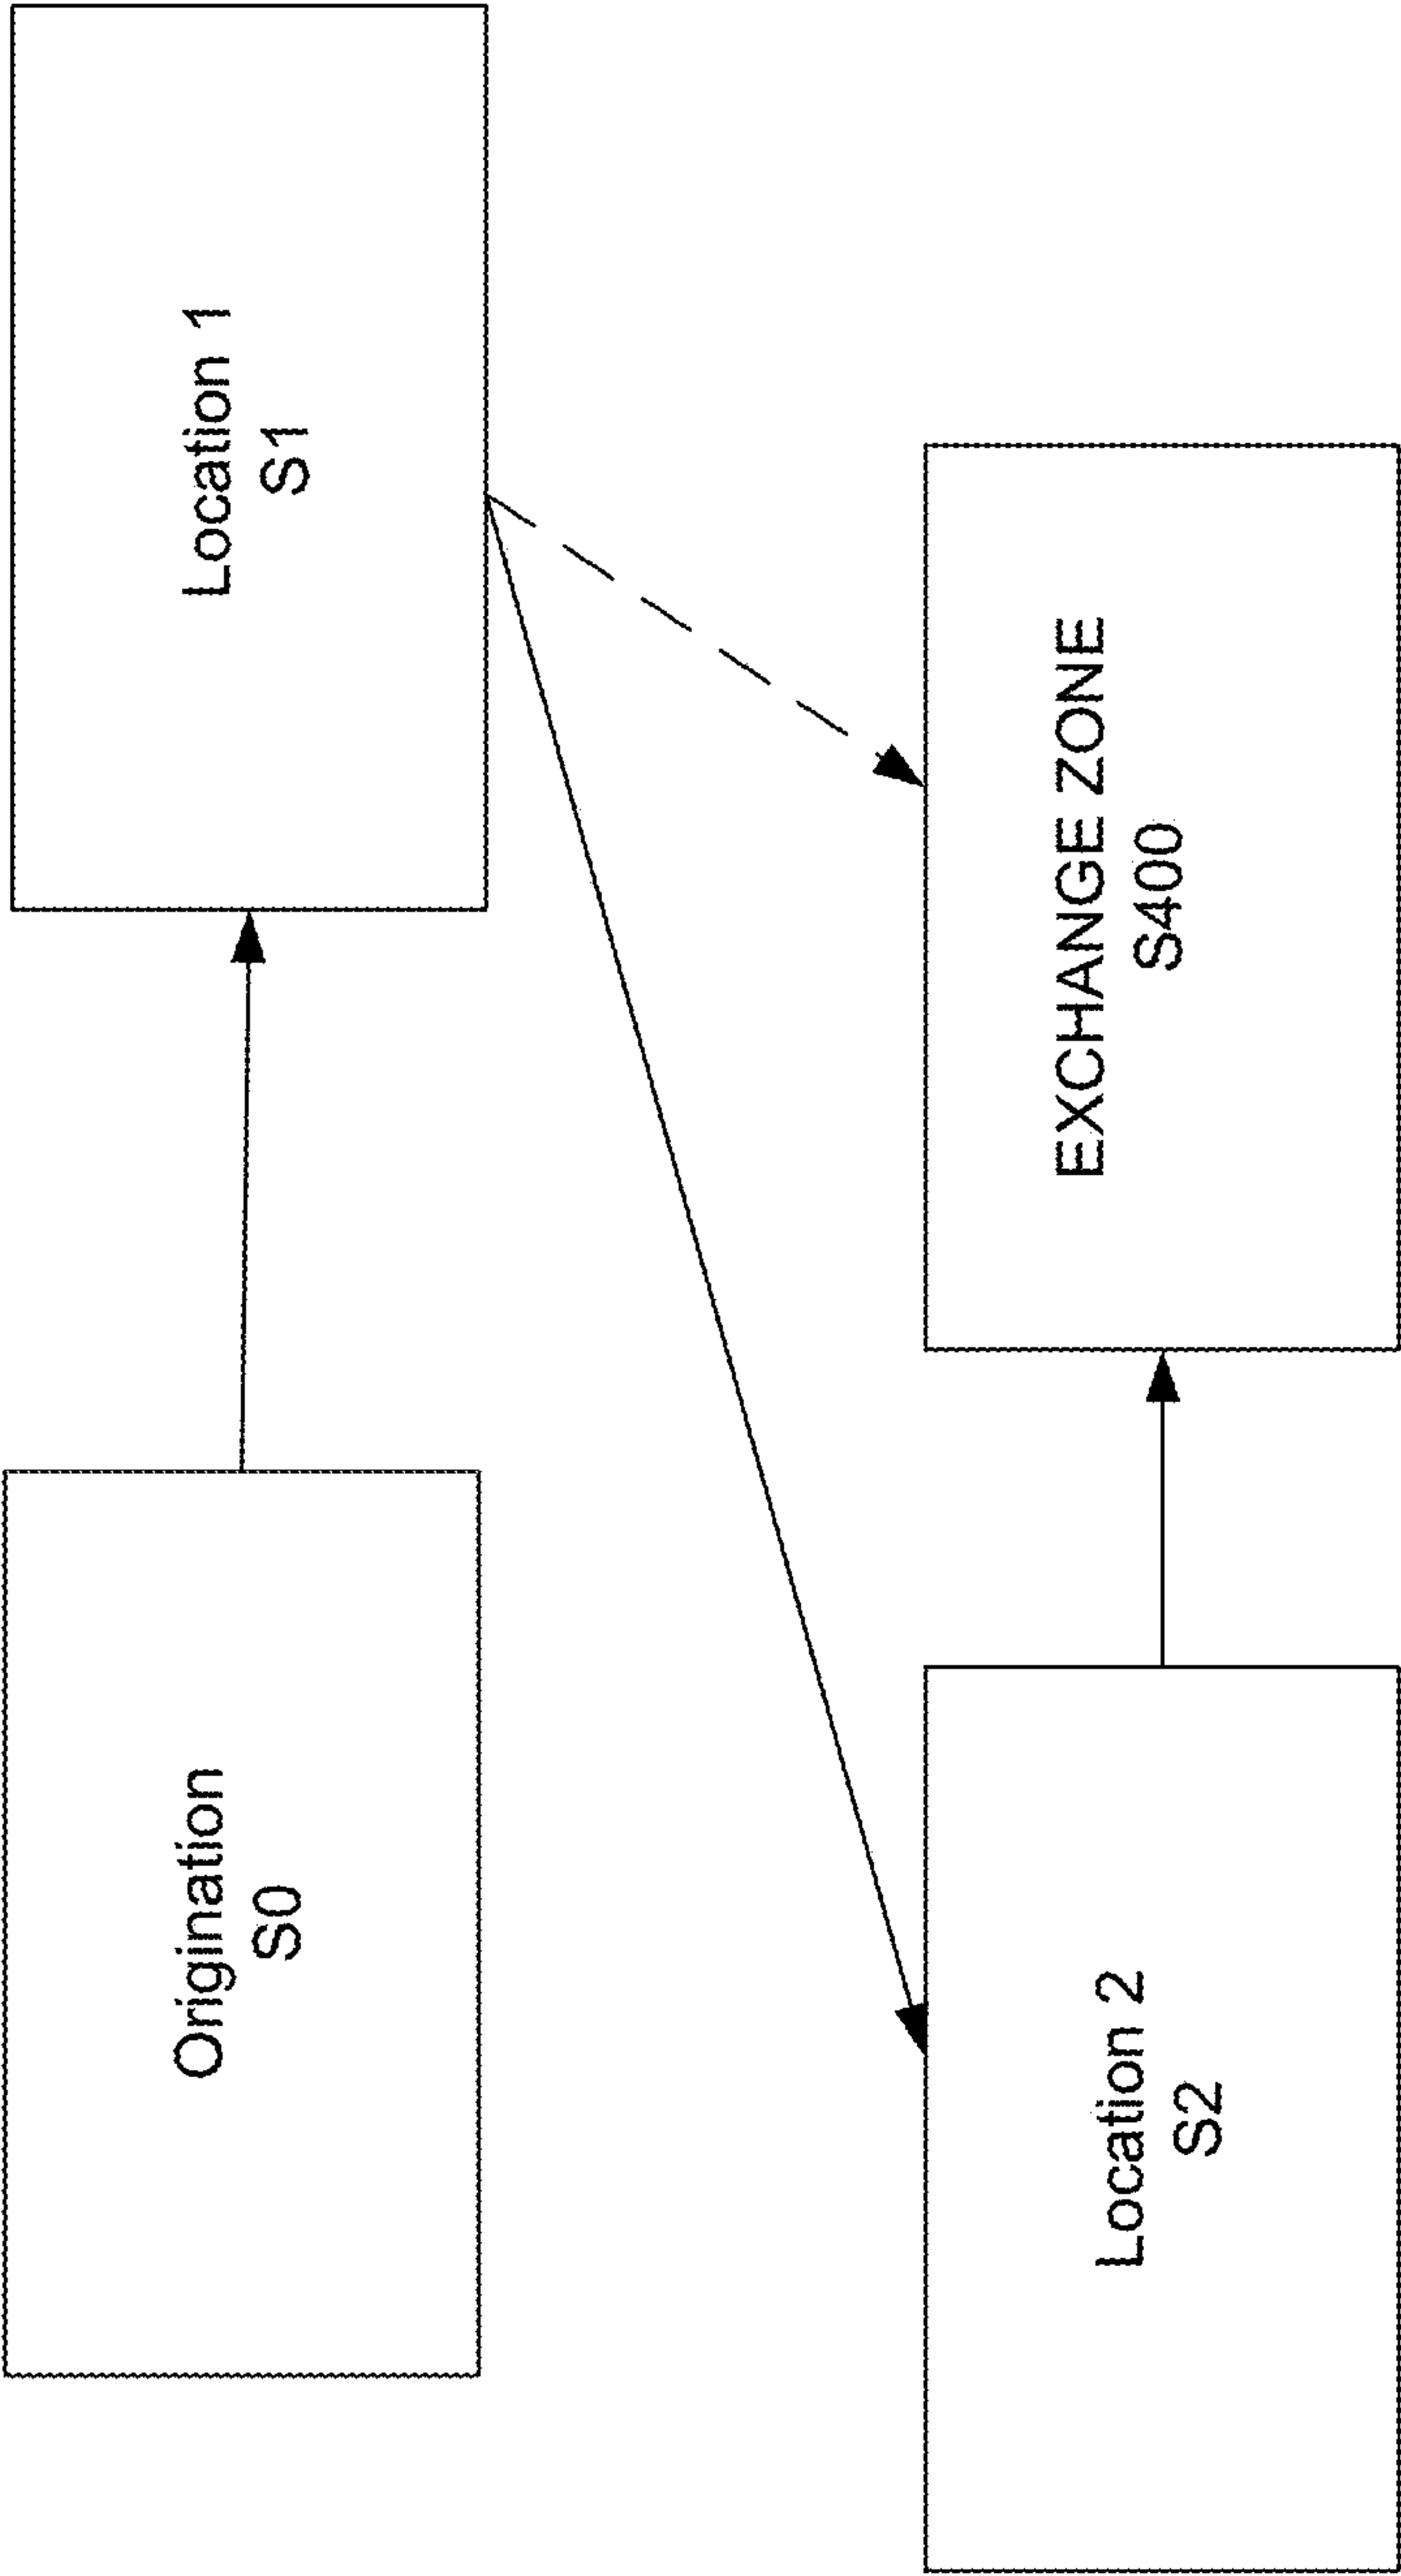 Origination
S0
Location 1
S1
Location 2
S2
EXCHANGE ZONE
S400